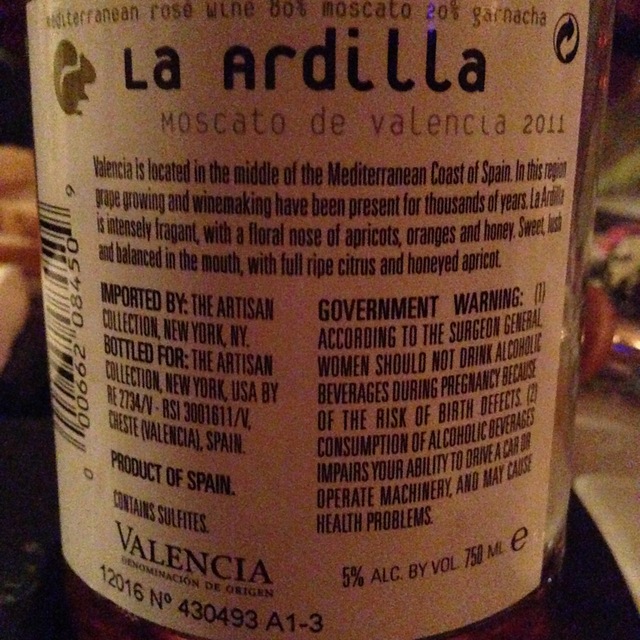 mediterranean rosé wine 80% moscato 20% garnacha
La Ardilla
Moscato de valencia 2011
Valencia is located in the middle of the Mediterranean Coast of Spain. In this region
grape growing and winemaking have been present for thousands of years. La Ardilla
is intensely fragant, with a floral nose of apricots, oranges and honey. Sweet, lush
and balanced in the mouth, with full ripe citrus and honeyed apricot.
IMPORTED BY: THE ARTISAN
COLLECTION, NEW YORK, NY.
BOTTLED FOR: THE ARTISAN
COLLECTION, NEW YORK, USA BY
RE 2734/V - RSI 3001611/V,
CHESTE (VALENCIA), SPAIN.
PRODUCT OF SPAIN.
CONTAINS SULFITES.
VALENCIA
DENOMINACIÓN DE ORIGEN
12016 Nº 430493 A1-3
GOVERNMENT WARNING: (1)
ACCORDING TO THE SURGEON GENERAL
WOMEN SHOULD NOT DRINK ALCOHOLIC
BEVERAGES DURING PREGNANCY BECAUSE
OF THE RISK OF BIRTH DEFECTS. (2)
CONSUMPTION OF ALCOHOLIC BEVERAGES
IMPAIRS YOUR ABILITY TO DRIVE A CAR OR
OPERATE MACHINERY, AND MAY CAUSE
HEALTH PROBLEMS.
5% ALC. BY VOL. 750 ML e
0 00662 08450 9